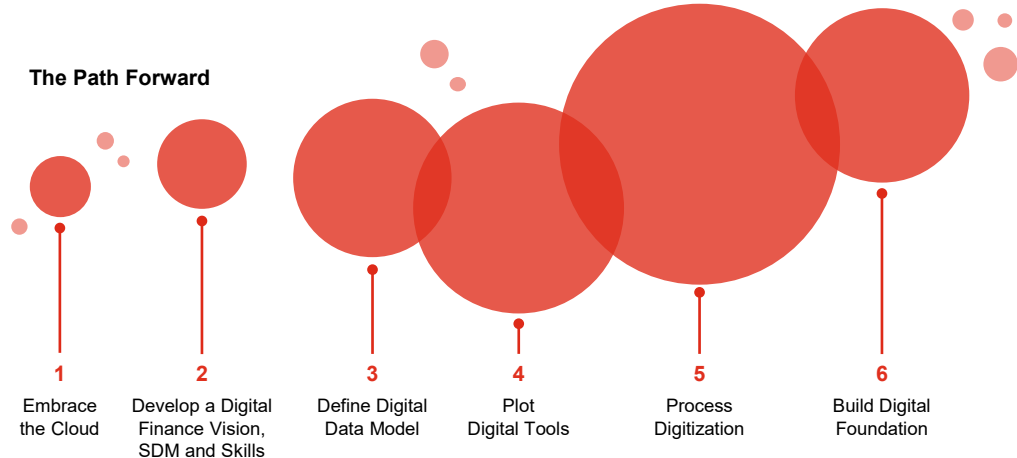 The Path Forward
1
Embrace
the Cloud
2
Develop a Digital
Finance Vision,
SDM and Skills
3
Define Digital
Data Model
4
Plot
Digital Tools
5
Process
Digitization
6
Build Digital
Foundation